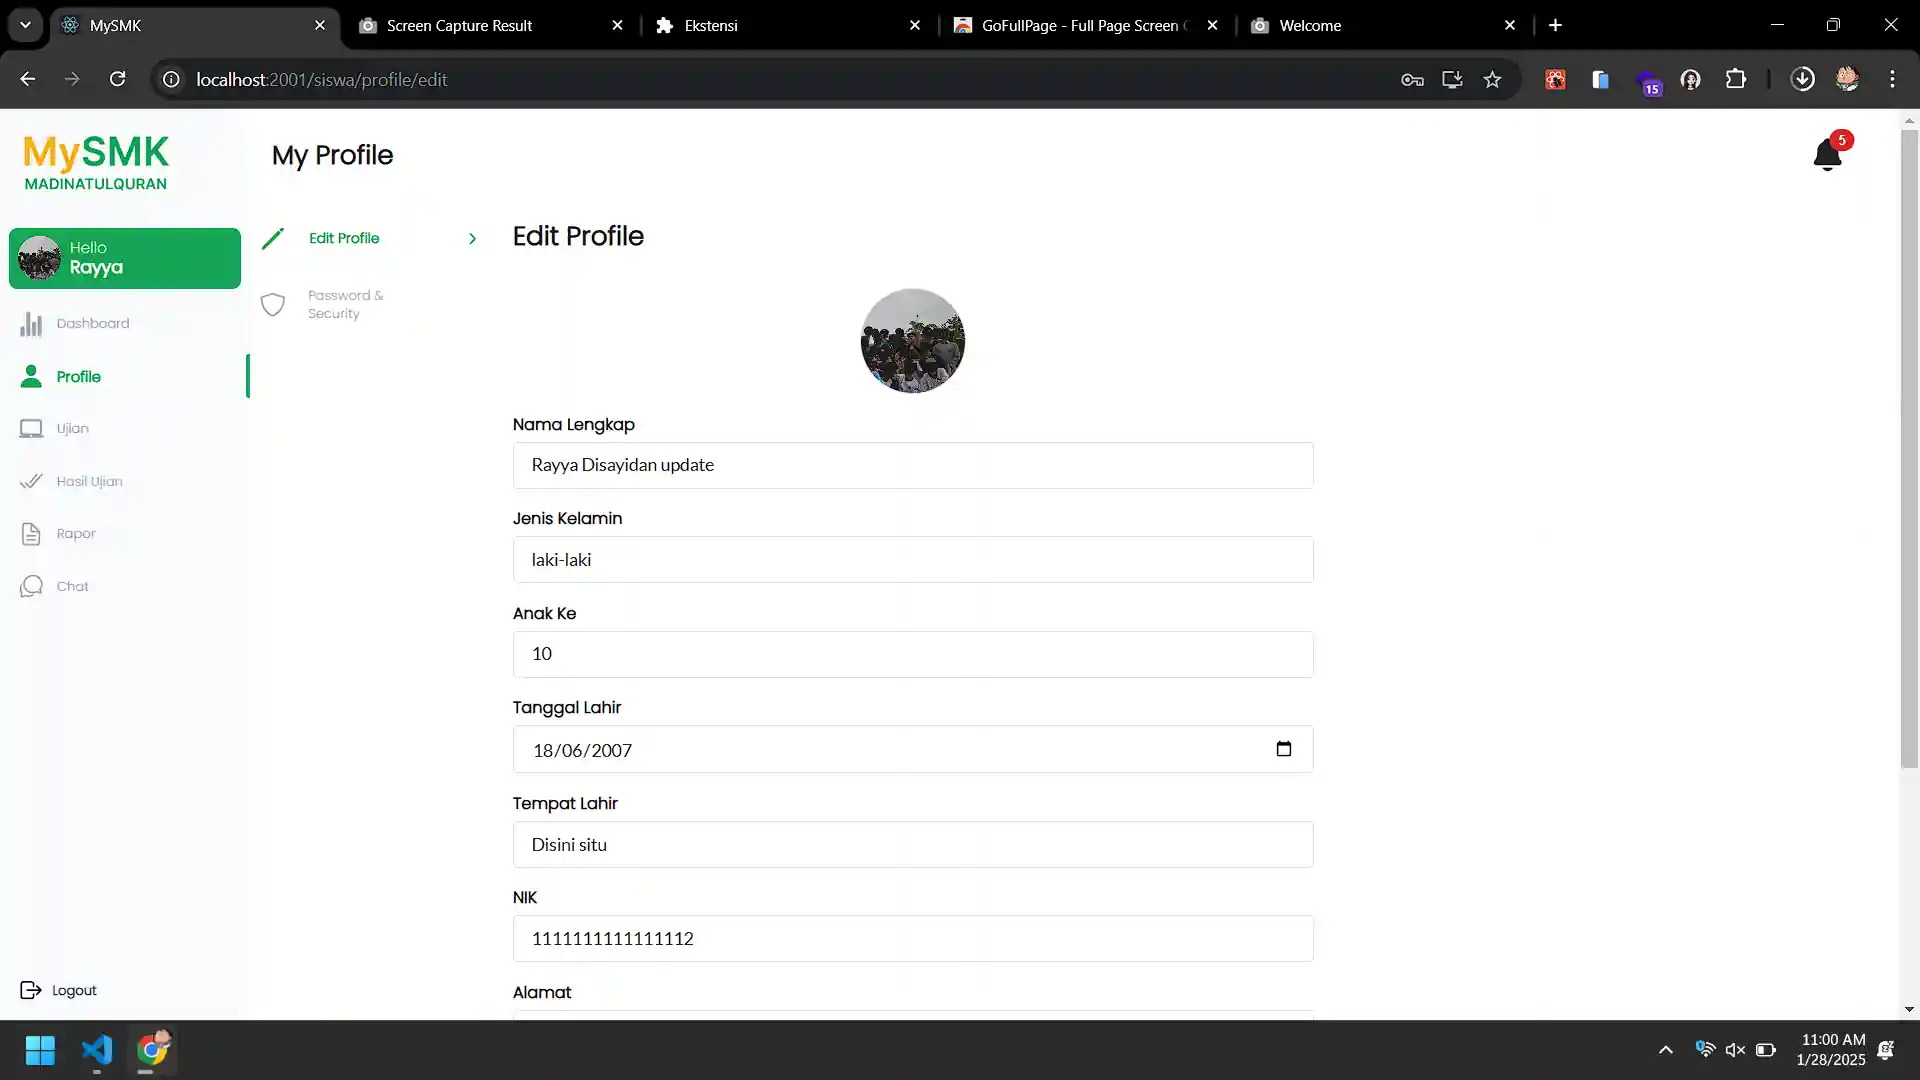 MySMK
Screen Capture Result
Ekstensi
GoFullPage - Full Page Screen
Welcome
localhost:2001/siswa/profile/edit
15
MySMK
MADINATULQURAN
My Profile
5
Hello
Rayya
Dashboard
Profile
Ujian
Hasil Ujian
Rapor
Chat
Logout
Edit Profile
Password &
Security
Edit Profile
Nama Lengkap
Rayya Disayidan update
Jenis Kelamin
laki-laki
Anak Ke
10
Tanggal Lahir
18/06/2007
Tempat Lahir
Disini situ
NIK
1111111111111112
Alamat
11:00 AM
1/28/2025